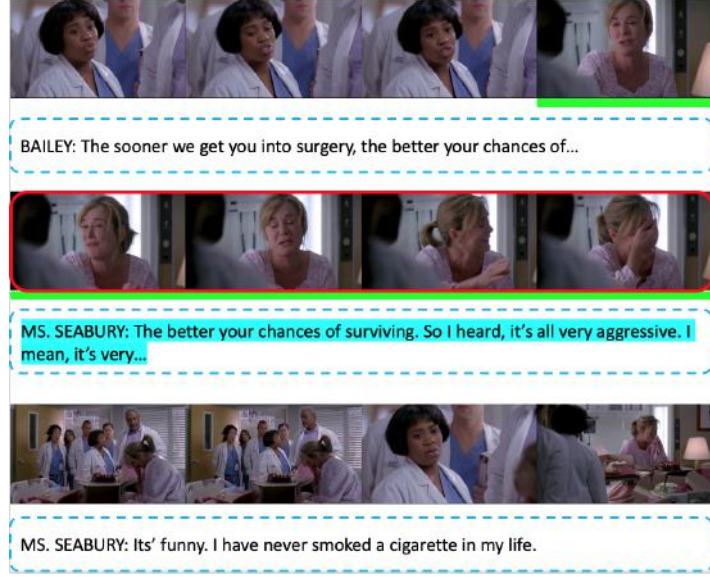 BAILEY: The sooner we get you into surgery, the better your chances of...
MS. SEABURY: The better your chances of surviving. So I heard, it's all very aggressive. I
mean, it's very...
MS. SEABURY: Its' funny. I have never smoked a cigarette in my life.